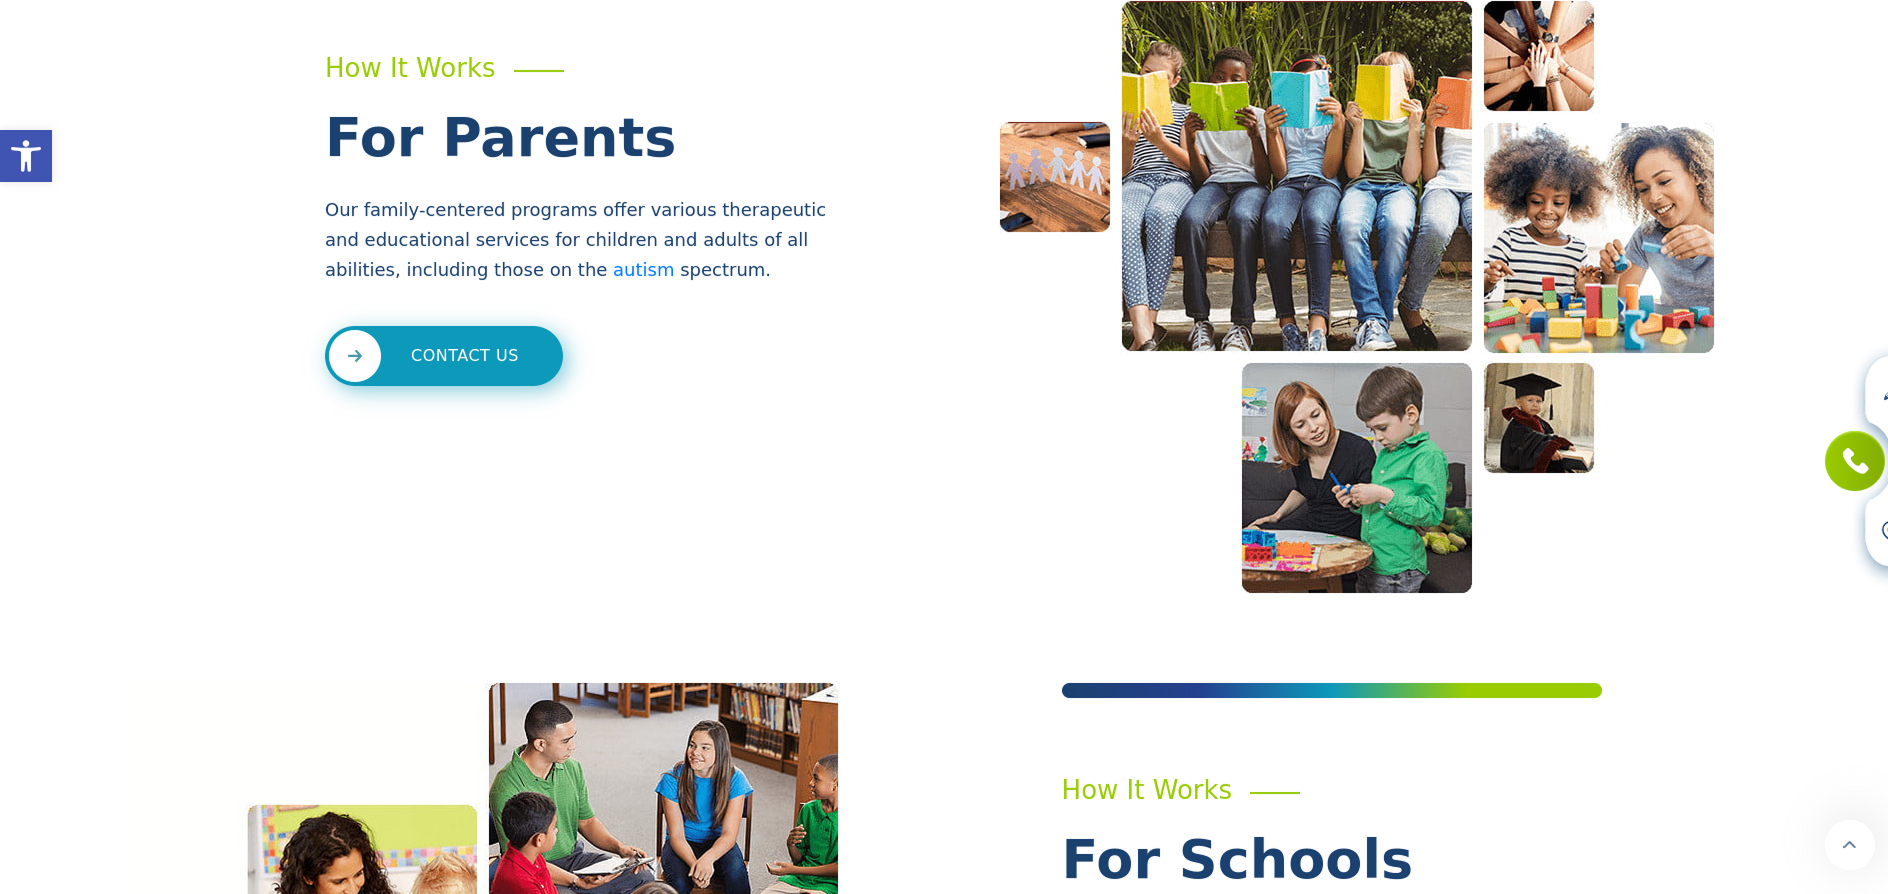 How It Works
For Parents
Our family-centered programs offer various therapeutic
and educational services for children and adults of all
abilities, including those on the autism spectrum.
CONTACT US
How It Works
For Schools